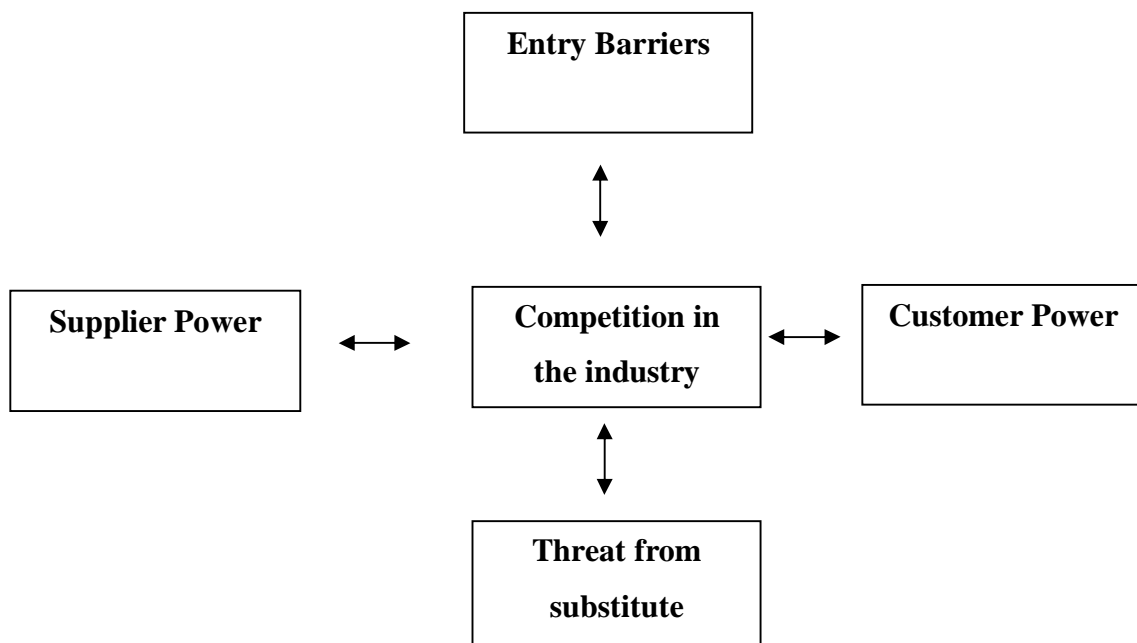 Entry Barriers
Supplier Power
Competition in
the industry
Customer Power
Threat from
substitute